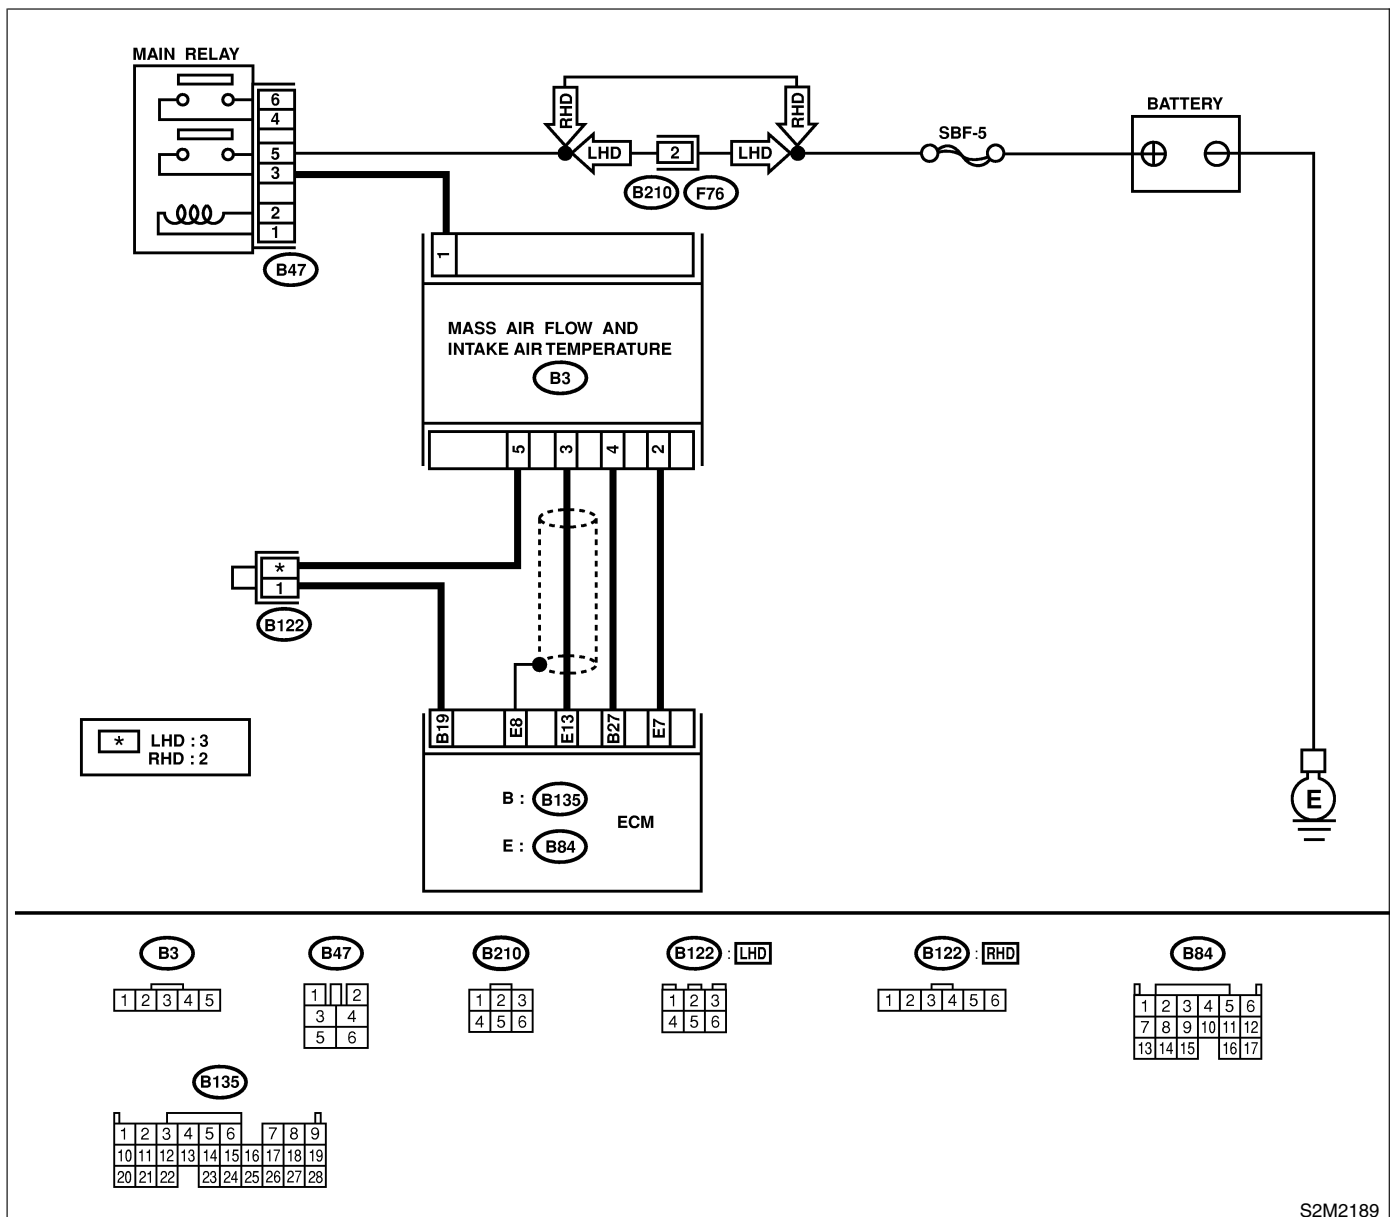 MAIN RELAY
6
4
5
3
2
1
B47
RHD
RHD
LHD
2
LHD
B210
F76
SBF-5
BATTERY
1
MASS AIR FLOW AND
INTAKE AIR TEMPERATURE
B3
5 3 4 2
*
1
B122
* LHD : 3
RHD : 2
B19 E8 E13 B27 E7
B : B135
ECM
E : B84
E
B3
1 2 3 4 5
B47
1 2
3 4
5 6
B210
1 2 3
4 5 6
B122 : LHD
1 2 3
4 5 6
B122 : RHD
1 2 3 4 5 6
B84
1 2 3 4 5 6
7 8 9 10 11 12
13 14 15 16 17
B135
1 2 3 4 5 6 7 8 9
10 11 12 13 14 15 16 17 18 19
20 21 22 23 24 25 26 27 28
S2M2189